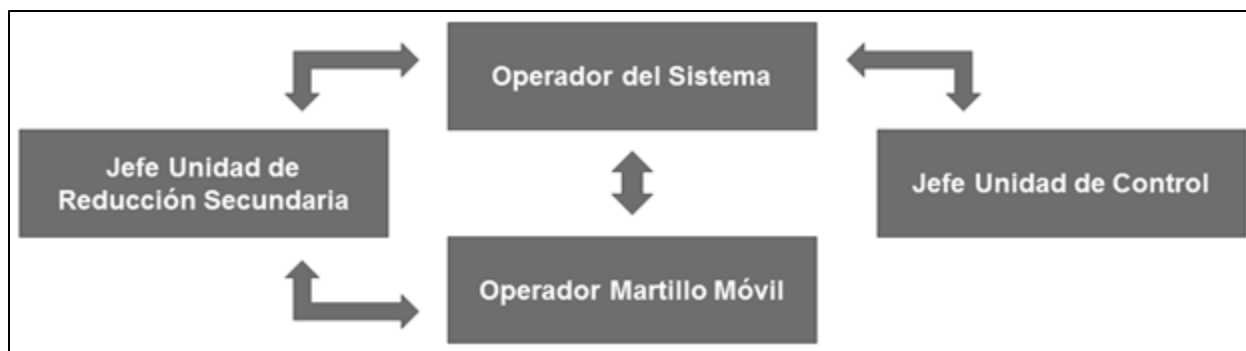 Operador del Sistema
Jefe Unidad de
Reducción Secundaria
Jefe Unidad de Control
Operador Martillo Móvil